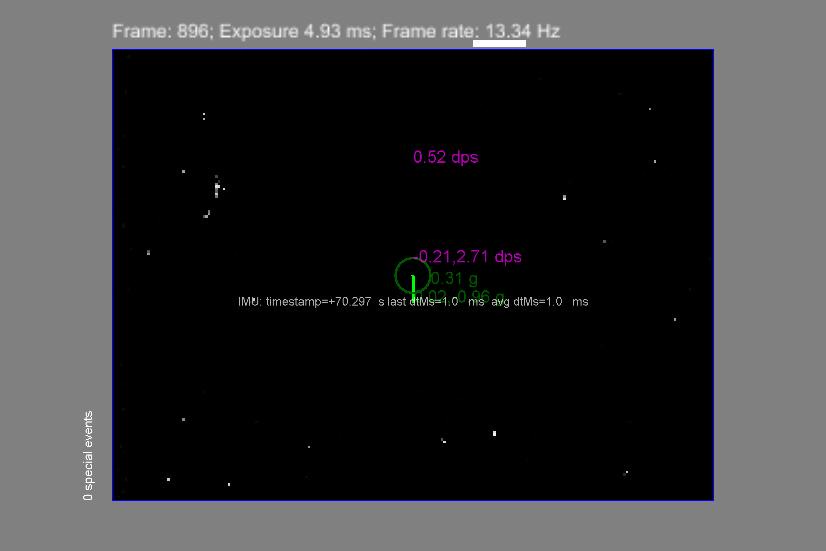 Frame: 896; Exposure 4.93 ms; Frame rate: 13.34 Hz
0.52 dps
-0.21,2.71 dps
0.31 g
IMU: timestamp=+70.297 s last dtMs=1.0 ms avg dtMs=1.0 ms
0 special events